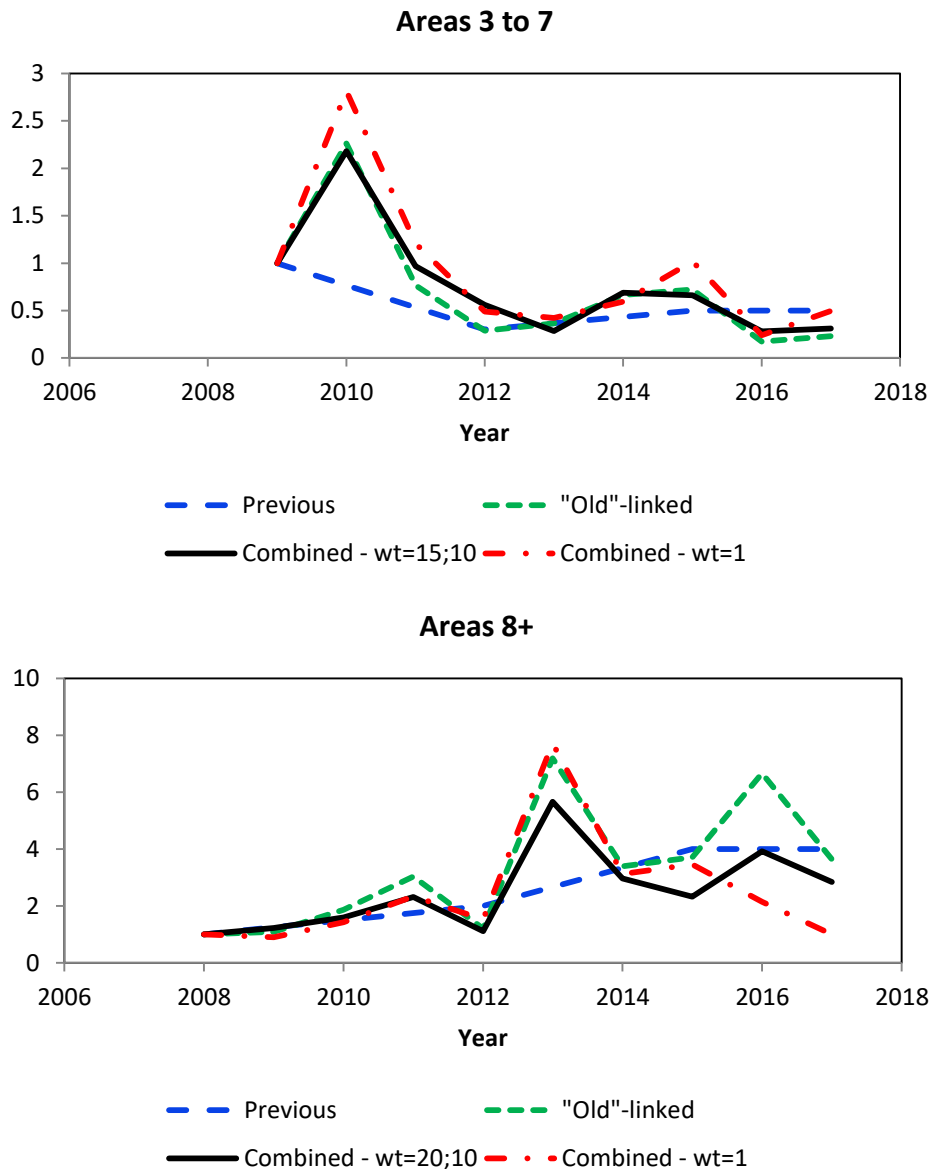 Areas 3 to 7
3
2.5
2
1.5
1
0.5
0
2006 2008 2010 2012 2014 2016 2018
Year
Previous "Old"-linked
Combined - wt=15;10 Combined - wt=1
Areas 8+
10
8
6
4
2
0
2006 2008 2010 2012 2014 2016 2018
Year
Previous "Old"-linked
Combined - wt=20;10 Combined - wt=1